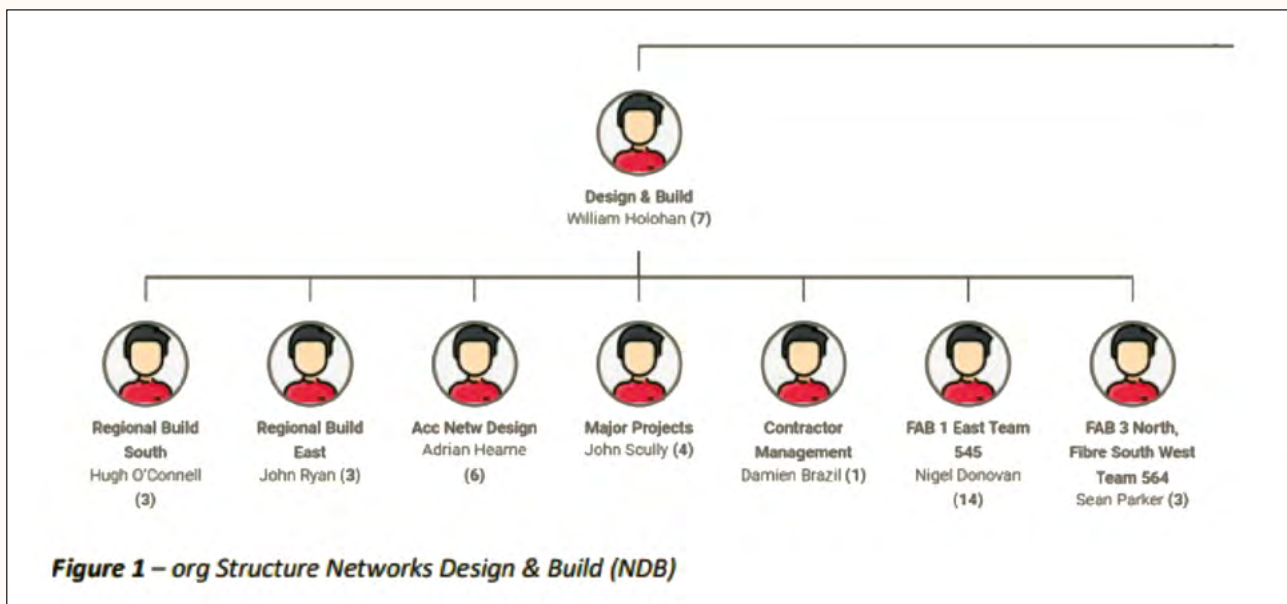 Design & Build
William Holohan (7)
Regional Build
South
Hugh O'Connell
(3)
Regional Build
East
John Ryan (3)
Acc Netw Design
Adrian Hearne
(6)
Major Projects
John Scully (4)
Contractor
Management
Damien Brazil (1)
FAB 1 East Team
545
Nigel Donovan
(14)
FAB 3 North,
Fibre South West
Team 564
Sean Parker (3)
Figure 1 – org Structure Networks Design & Build (NDB)